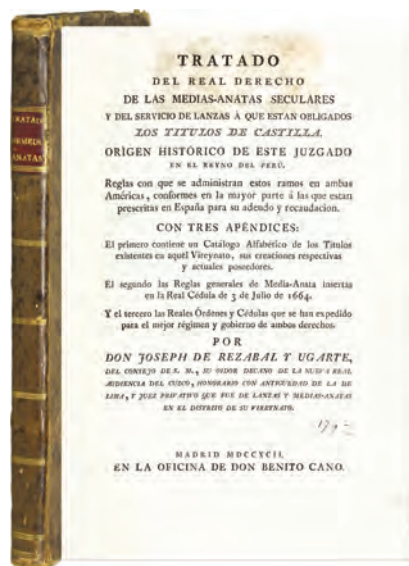 TRATADO
DE MEDIAS
ANATAS
TRATADO
DEL REAL DERECHO
DE LAS MEDIAS-ANATAS SECULARES
Y DEL SERVICIO DE LANZAS Á QUE ESTAN OBLIGADOS
LOS TITULOS DE CASTILLA.
ORÍGEN HISTÓRICO DE ESTE JUZGADO
EN EL REYNO DEL PERÚ.
Reglas con que se administran estos ramos en ambas
Américas, conformes en la mayor parte á las que estan
prescritas en España para su adeudo y recaudacion.
CON TRES APÉNDICES:
El primero contiene un Catálogo Alfabético de los Títulos
existentes en aquel Vireynato, sus creaciones respectivas
y actuales poseedores.
El segundo las Reglas generales de Media-Anata insertas
en la Real Cédula de 3 de Julio de 1664.
Y el tercero las Reales Órdenes y Cédulas que se han expedido
para el mejor régimen y gobierno de ambos derechos.
POR
DON JOSEPH DE REZABAL Y UGARTE,
DEL CONSEJO DE S. M., SU OIDOR DECANO DE LA NUEVA REAL
AUDIENCIA DEL CUZCO, HONORARIO CON ANTIGUEDAD DE LA DE
LIMA, Y JUEZ PRIVATIVO QUE FUE DE LANZAS Y MEDIAS-ANATAS
EN EL DISTRITO DE SU VIREYNATO.
MADRID MDCCXCII.
EN LA OFICINA DE DON BENITO CANO.